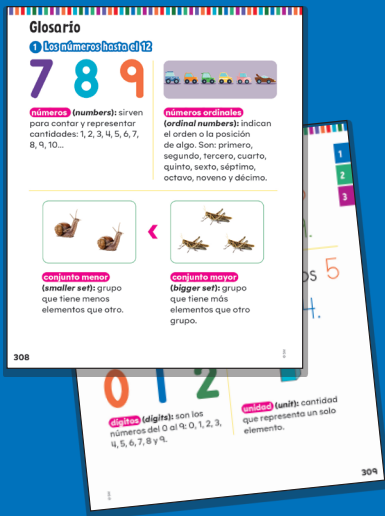 Glosario
1 Los números hasta el 12
7 8 9
números (numbers): sirven
para contar y representar
cantidades: 1, 2, 3, 4, 5, 6, 7,
8, 9, 10...
números ordinales
(ordinal numbers): indican
el orden o la posición
de algo. Son: primero,
segundo, tercero, cuarto,
quinto, sexto, séptimo,
octavo, noveno y décimo.
<
conjunto menor
(smaller set): grupo
que tiene menos
elementos que otro.
conjunto mayor
(bigger set): grupo
que tiene más
elementos que otro
grupo.
308
1
2
3
os 5
4.
0 1 2
dígitos (digits): son los
números del 0 al 9: 0, 1, 2, 3,
4, 5, 6, 7, 8 y 9.
unidad (unit): cantidad
que representa un solo
elemento.
309